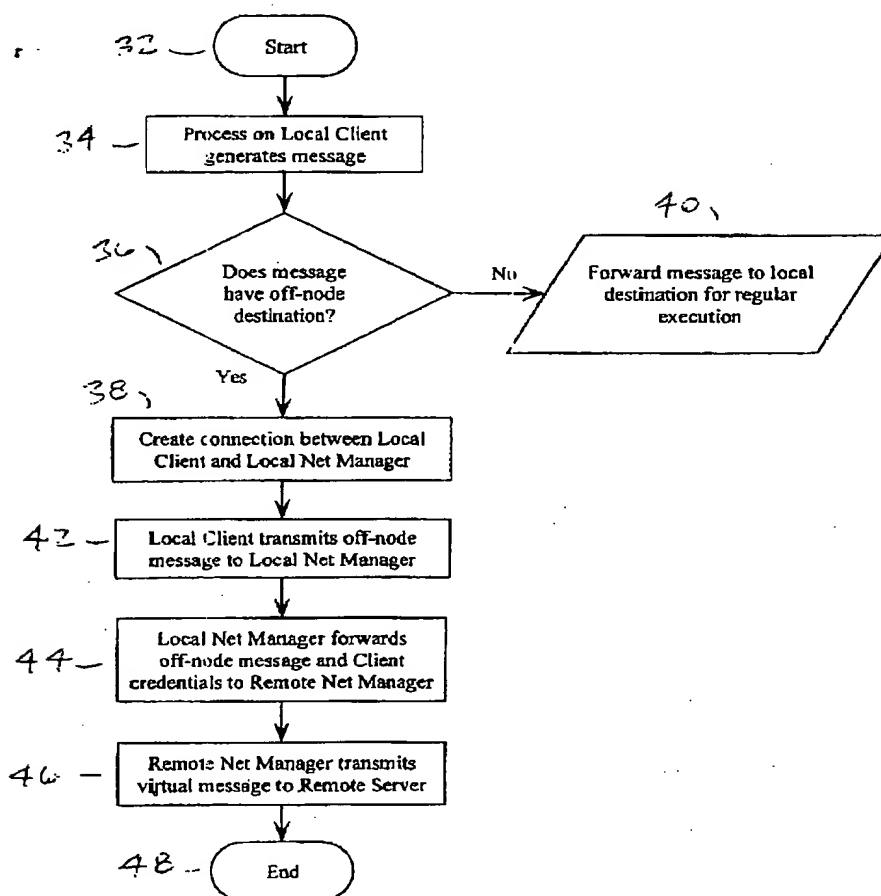 32
Start
34
Process on Local Client
generates message
36
Does message
have off-node
destination?
No
40
Forward message to local
destination for regular
execution
Yes
38
Create connection between Local
Client and Local Net Manager
42
Local Client transmits off-node
message to Local Net Manager
44
Local Net Manager forwards
off-node message and Client
credentials to Remote Net Manager
46
Remote Net Manager transmits
virtual message to Remote Server
48
End